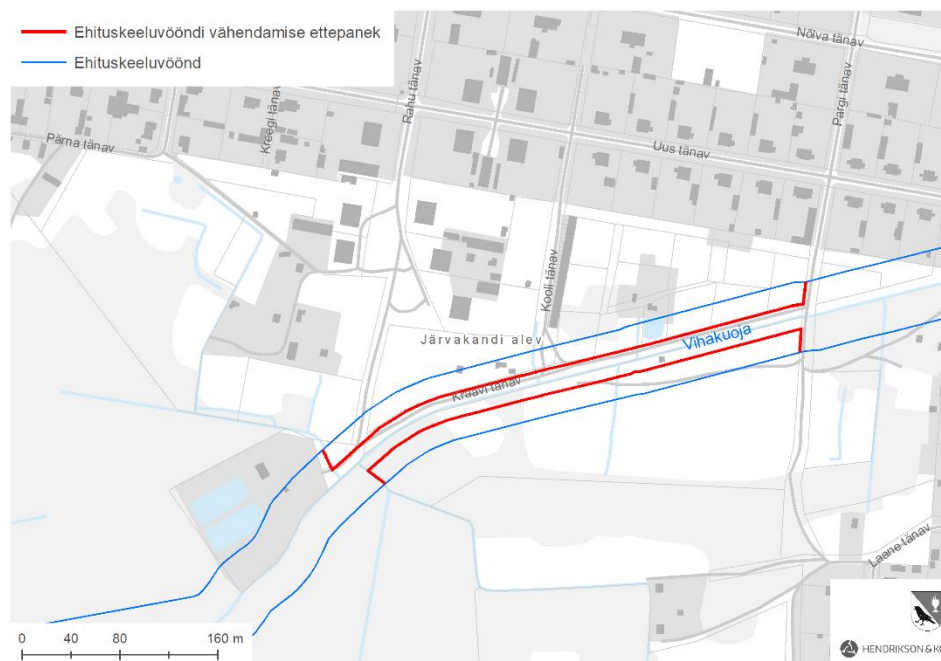 Ehituskeeluvööndi vähendamise ettepanek
Ehituskeeluvöönd
Nõlva tänav
Rahu tänav
Pargi tänav
Kreegi tänav
Pärna tänav
Uus tänav
Kooli tänav
Järvakandi alev
Vihakuoja
Kraavi tänav
Laane tänav
0 40 80 160 m
HENDRIKSON & K